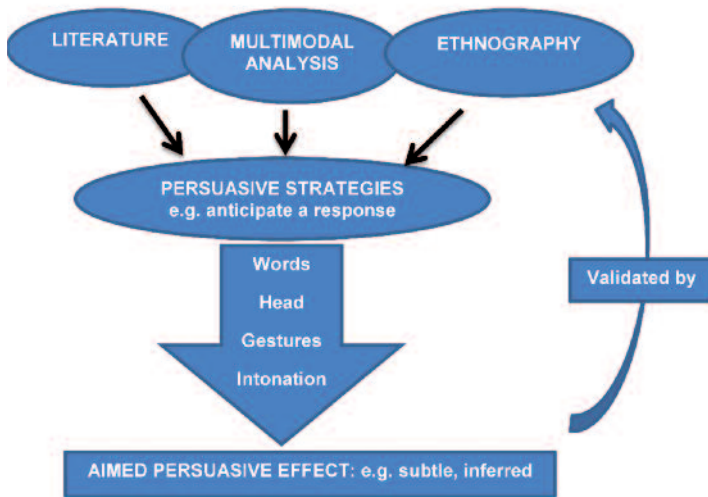 LITERATURE
MULTIMODAL
ANALYSIS
ETHNOGRAPHY
PERSUASIVE STRATEGIES
e.g. anticipate a response
Words
Head
Gestures
Intonation
Validated by
AIMED PERSUASIVE EFFECT: e.g. subtle, inferred